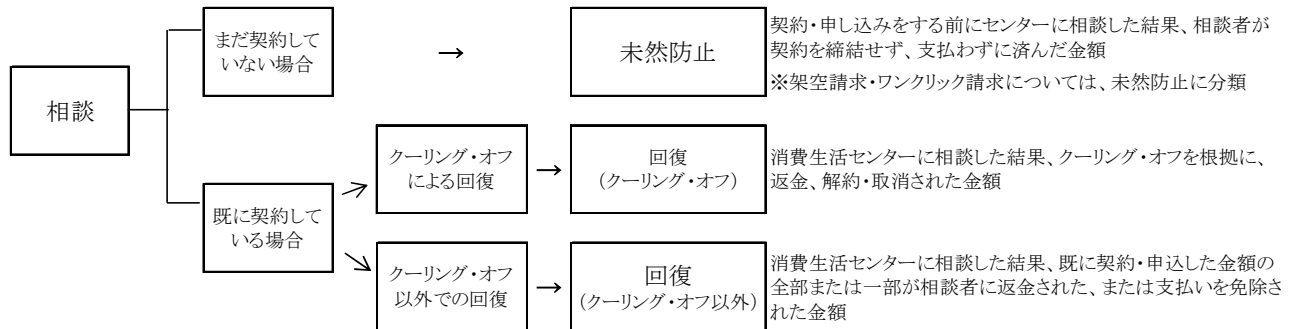 相談
まだ契約して
いない場合
→
未然防止
契約・申し込みをする前にセンターに相談した結果、相談者が
契約を締結せず、支払わずに済んだ金額
※架空請求・ワンクリック請求については、未然防止に分類
既に契約して
いる場合
クーリング・オフ
による回復
→
回復
(クーリング・オフ)
消費生活センターに相談した結果、クーリング・オフを根拠に、
返金、解約・取消された金額
クーリング・オフ
以外での回復
→
回復
(クーリング・オフ以外)
消費生活センターに相談した結果、既に契約・申込した金額の
全部または一部が相談者に返金された、または支払いを免除さ
れた金額